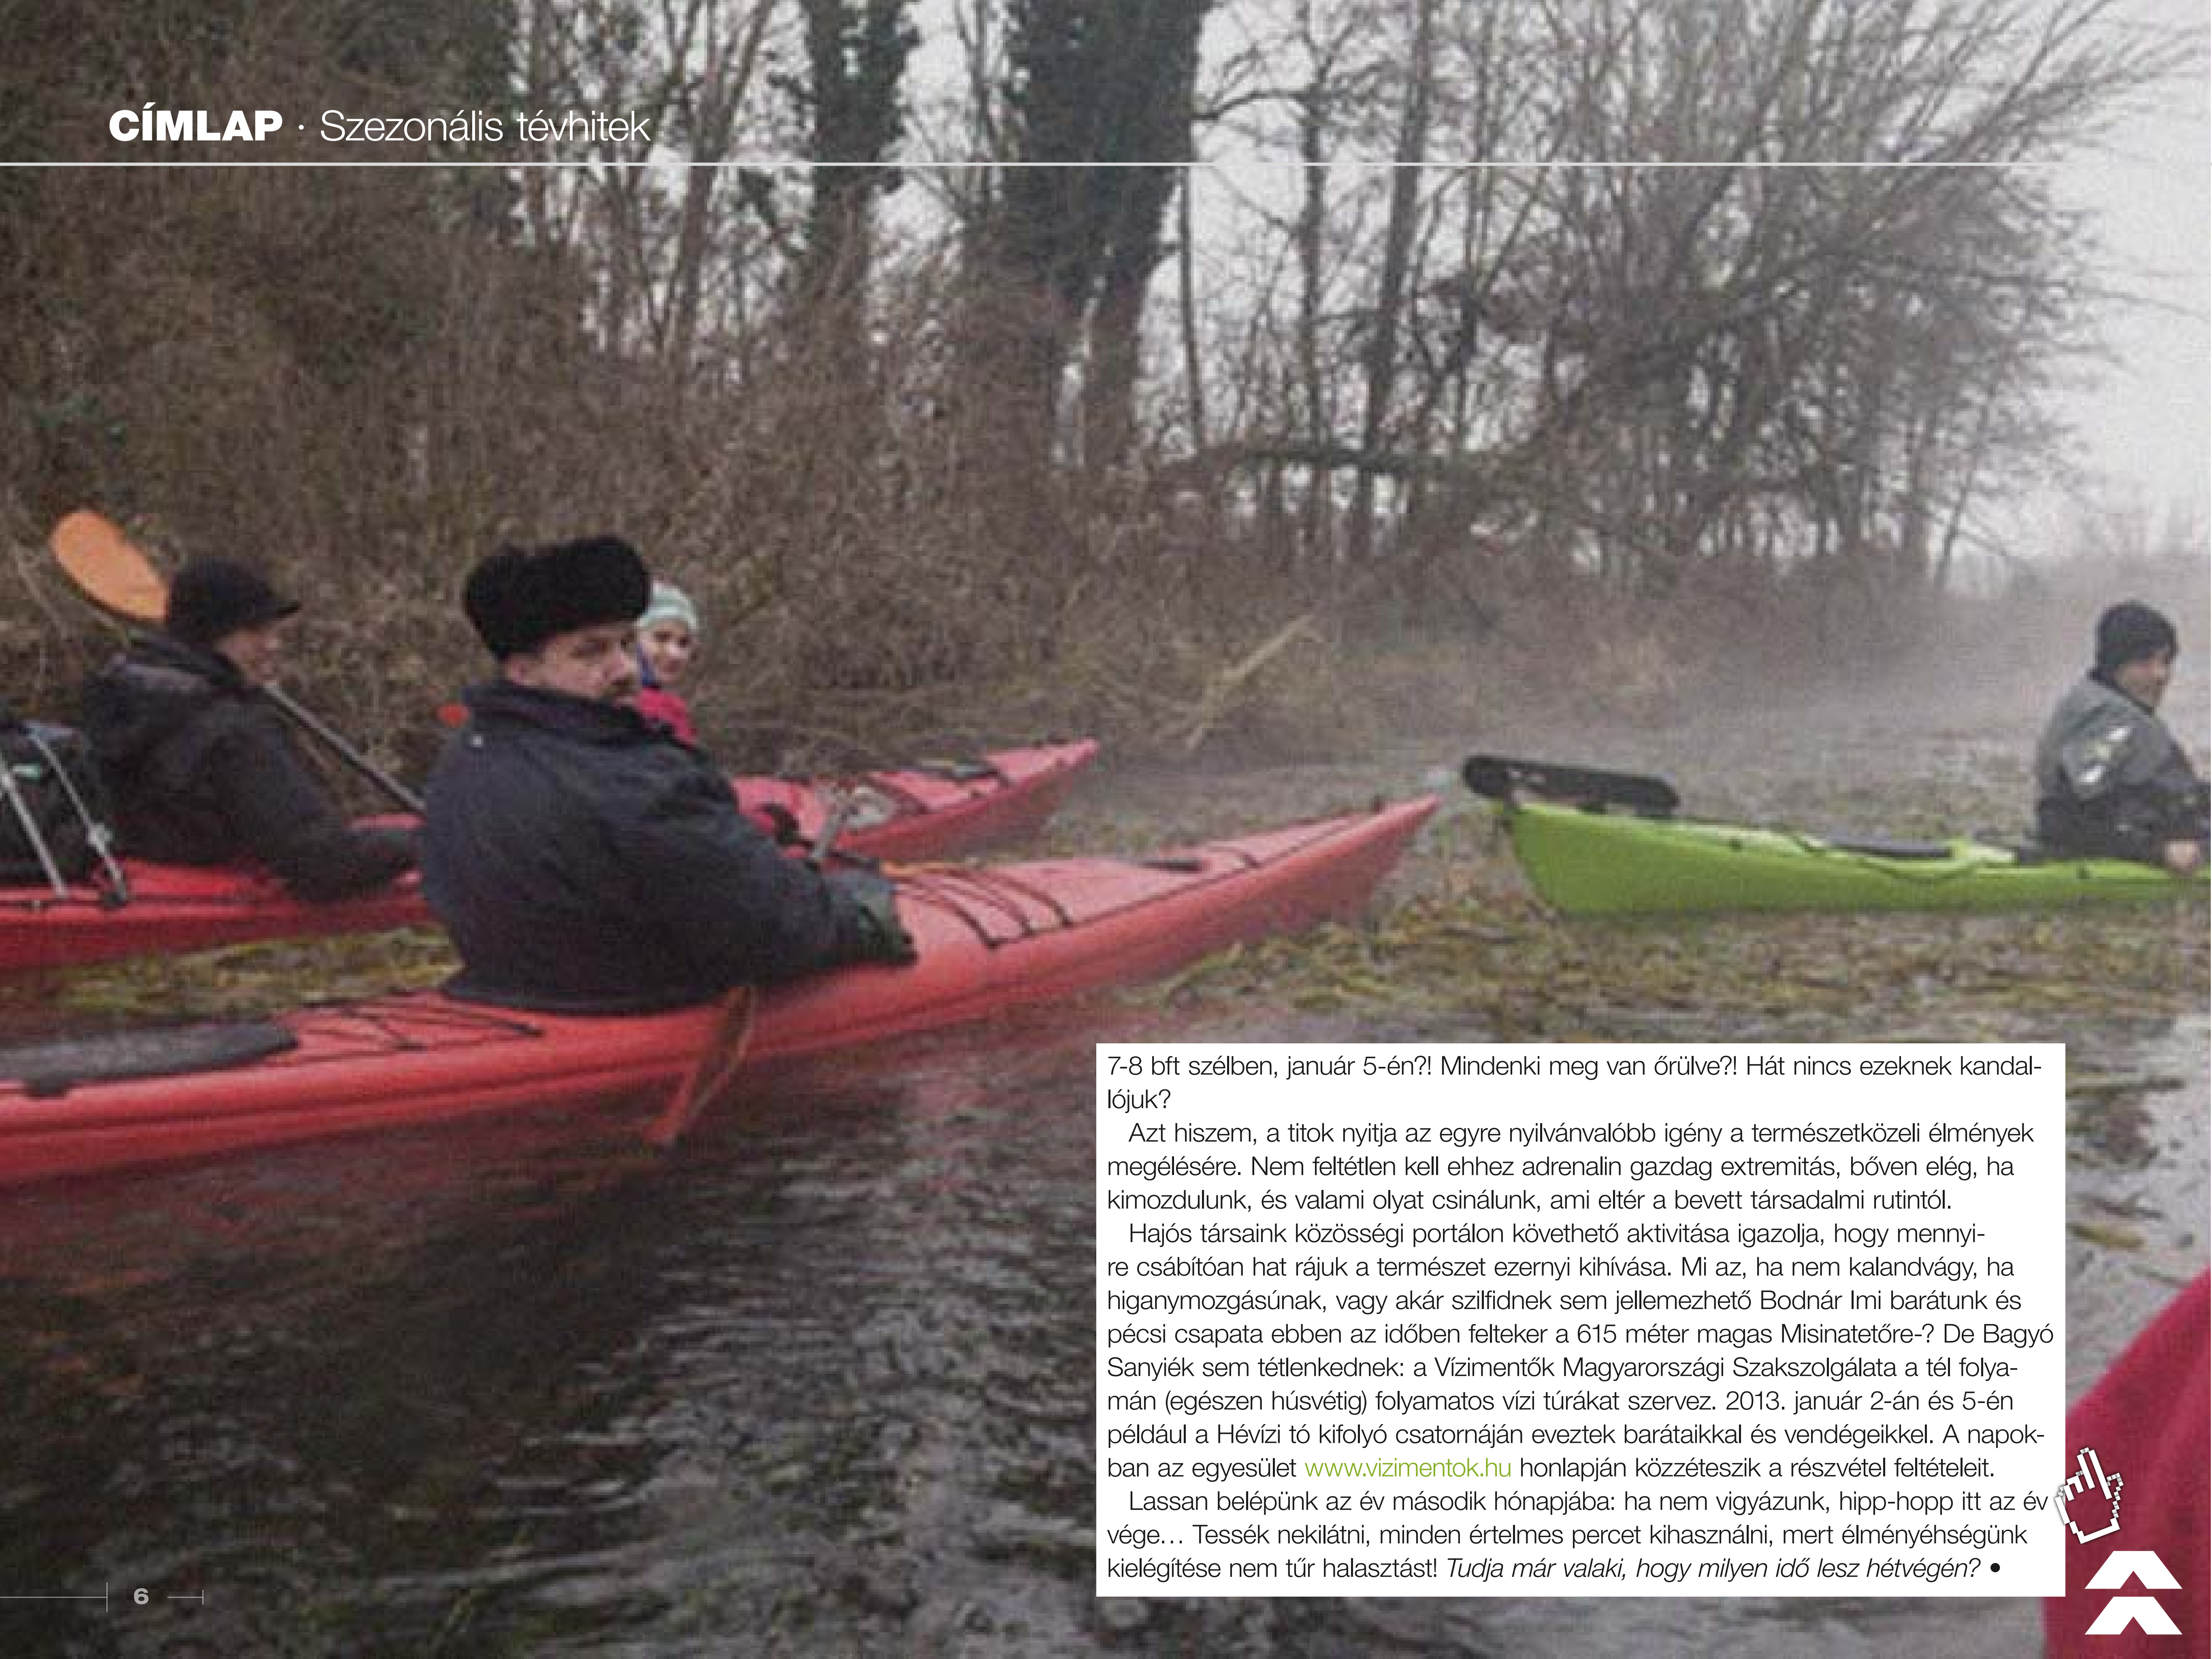 CÍMLAP · Szezonális tévhitek
7-8 bft szélben, január 5-én?! Mindenki meg van őrülve?! Hát nincs ezeknek kandal-
lójuk?
Azt hiszem, a titok nyitja az egyre nyilvánvalóbb igény a természetközeli élmények
megélésére. Nem feltétlen kell ehhez adrenalin gazdag extremitás, bőven elég, ha
kimozdulunk, és valami olyat csinálunk, ami eltér a bevett társadalmi rutintól.
Hajós társaink közösségi portálon követhető aktivitása igazolja, hogy mennyi-
re csábítóan hat rájuk a természet ezernyi kihívása. Mi az, ha nem kalandvágy, ha
higanymozgásúnak, vagy akár szilfidnek sem jellemezhető Bodnár Imi barátunk és
pécsi csapata ebben az időben felteker a 615 méter magas Misinatetőre-? De Bagyó
Sanyiék sem tétlenkednek: a Vízimentők Magyarországi Szakszolgálata a tél folya-
mán (egészen húsvétig) folyamatos vízi túrákat szervez. 2013. január 2-án és 5-én
például a Hévízi tó kifolyó csatornáján eveztek barátaikkal és vendégeikkel. A napok-
ban az egyesület www.vizimentok.hu honlapján közzéteszik a részvétel feltételeit.
Lassan belépünk az év második hónapjába: ha nem vigyázunk, hipp-hopp itt az év
vége… Tessék nekilátni, minden értelmes percet kihasználni, mert élményéhségünk
kielégítése nem tűr halasztást! Tudja már valaki, hogy milyen idő lesz hétvégén? •
6